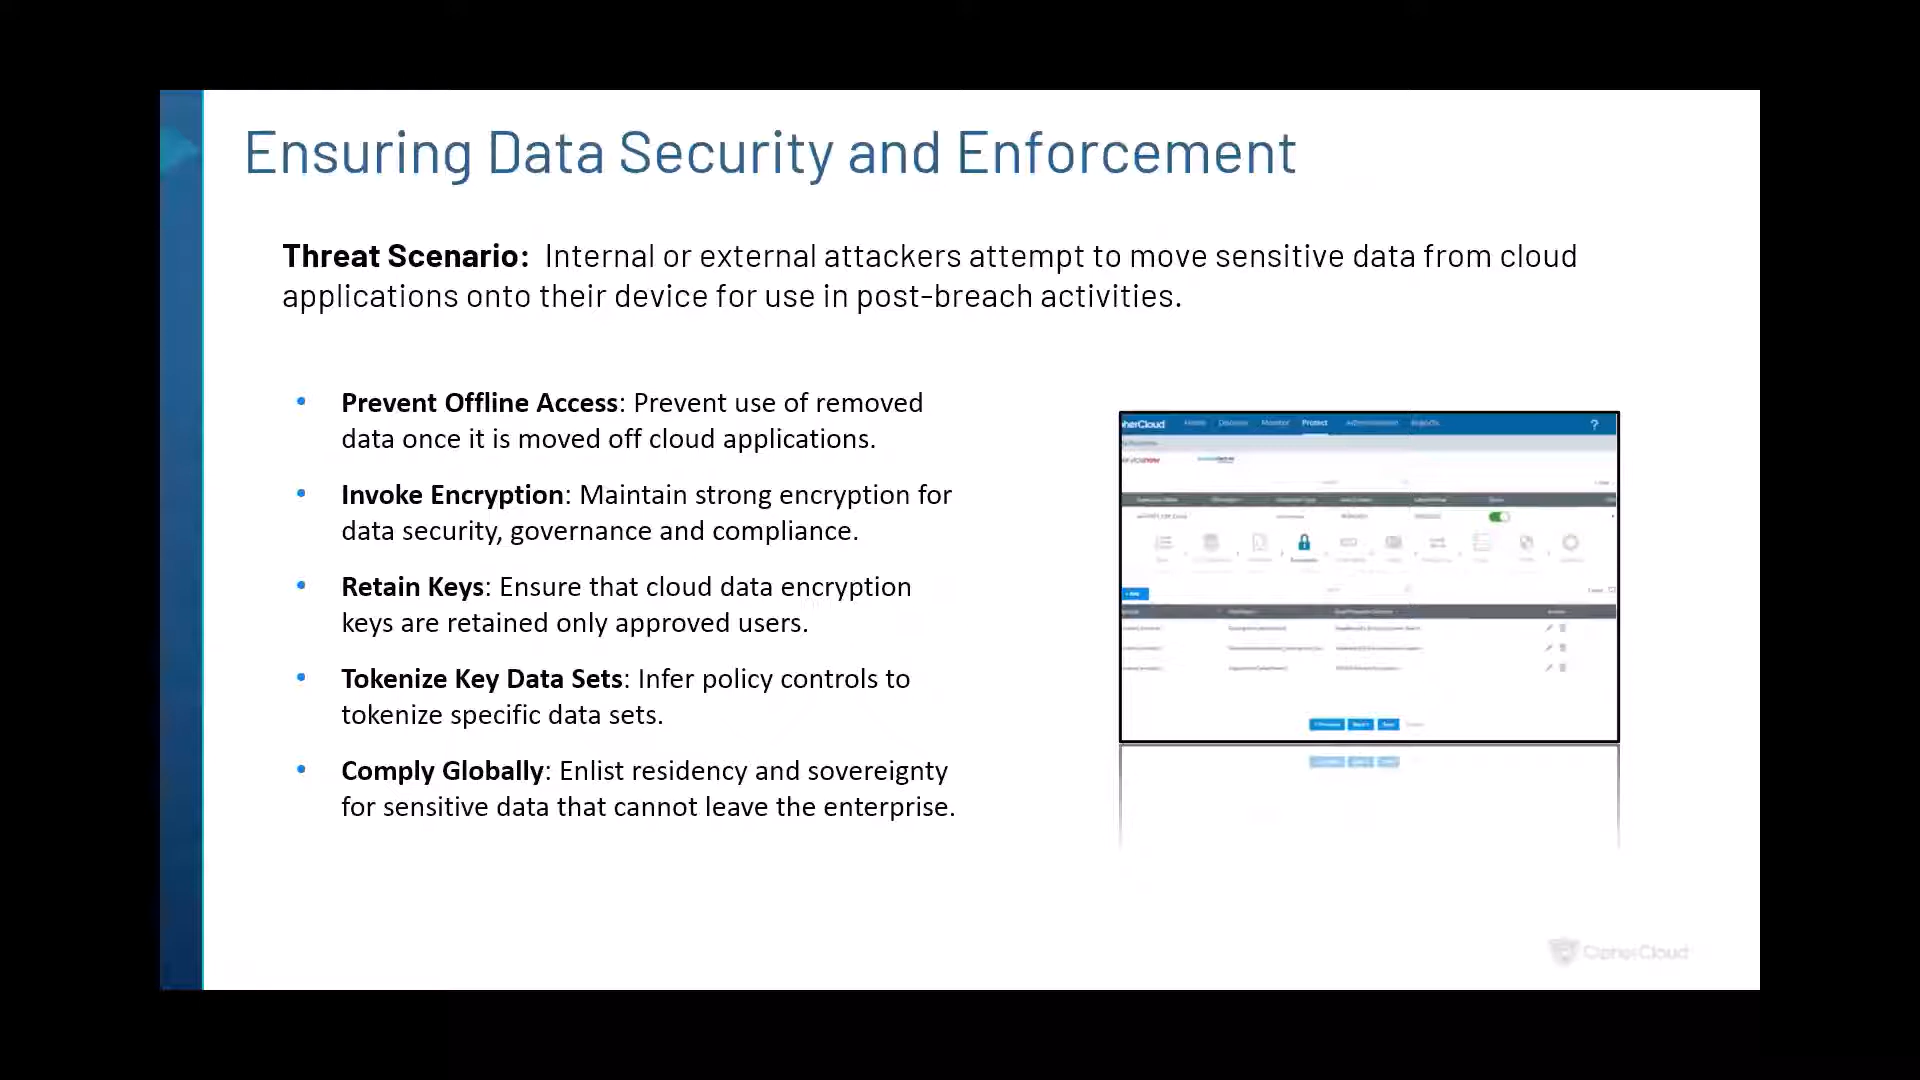 Ensuring Data Security and Enforcement
Threat Scenario: Internal or external attackers attempt to move sensitive data from cloud
applications onto their device for use in post-breach activities.
• Prevent Offline Access: Prevent use of removed
data once it is moved off cloud applications.
• Invoke Encryption: Maintain strong encryption for
data security, governance and compliance.
• Retain Keys: Ensure that cloud data encryption
keys are retained only approved users.
• Tokenize Key Data Sets: Infer policy controls to
tokenize specific data sets.
• Comply Globally: Enlist residency and sovereignty
for sensitive data that cannot leave the enterprise.
pherCloud Home Discover Monitor Protect Administration Reports ?
CipherCloud